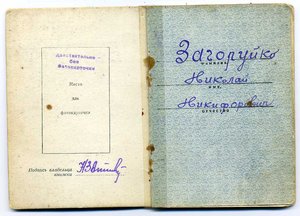 Действительно
без
фотокарточки
Место
для
фотокарточки
Подпись владельца
книжки
Загоруйко
фамилия
Николай
имя
Никифорович
отчество